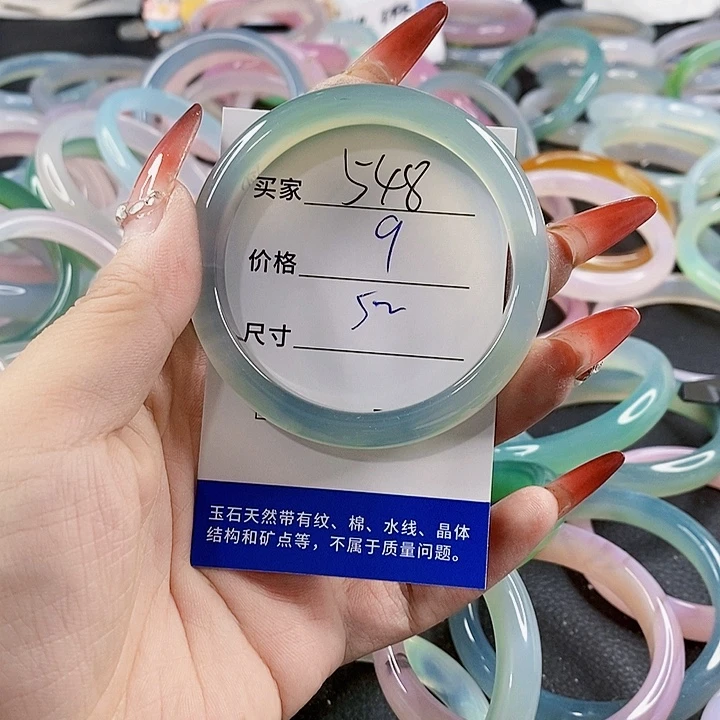 买家 548
价格 9
尺寸 52
玉石天然带有纹、棉、水线、晶体
结构和矿点等，不属于质量问题。